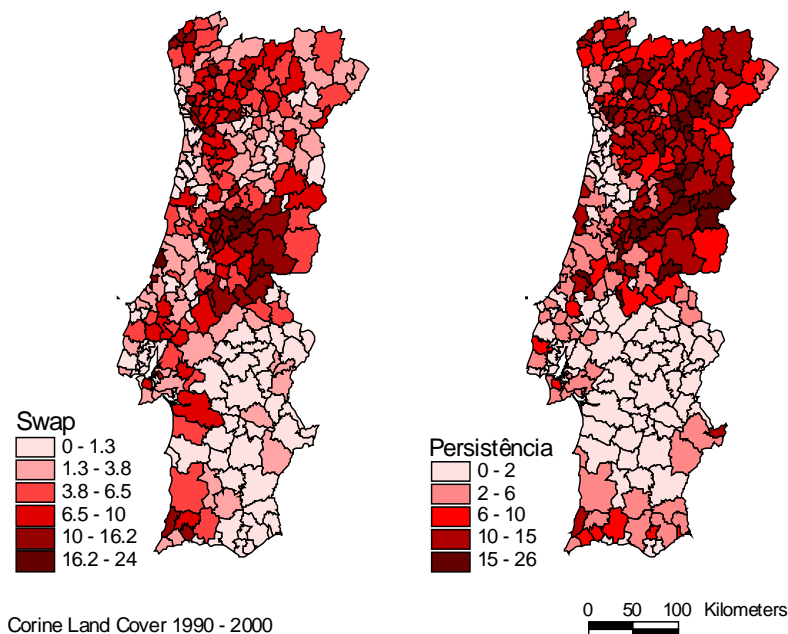 Swap
0 - 1.3
1.3 - 3.8
3.8 - 6.5
6.5 - 10
10 - 16.2
16.2 - 24
Persistência
0 - 2
2 - 6
6 - 10
10 - 15
15 - 26
Corine Land Cover 1990 - 2000
0 50 100 Kilometers